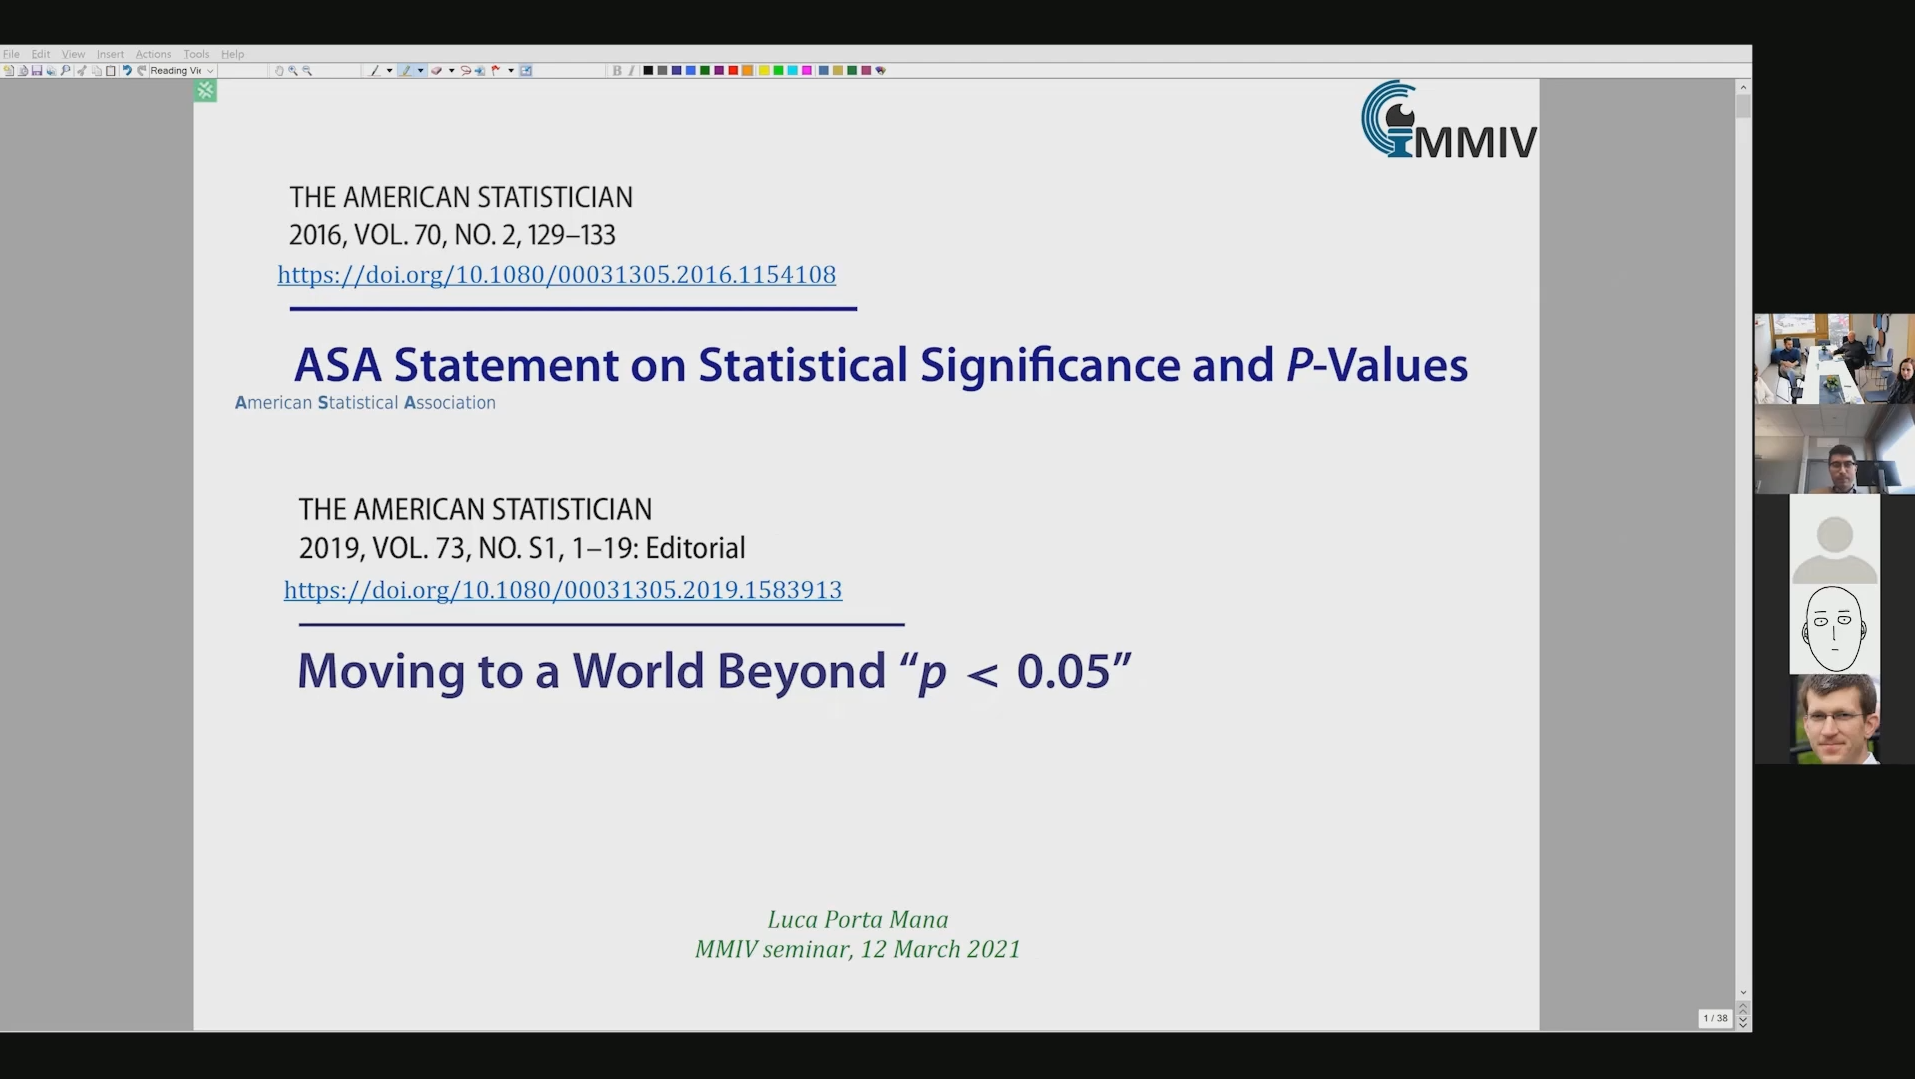 File Edit View Insert Actions Tools Help
Reading Vi
B I
MMIV
THE AMERICAN STATISTICIAN
2016, VOL. 70, NO. 2, 129–133
https://doi.org/10.1080/00031305.2016.1154108
ASA Statement on Statistical Significance and P-Values
American Statistical Association
THE AMERICAN STATISTICIAN
2019, VOL. 73, NO. S1, 1–19: Editorial
https://doi.org/10.1080/00031305.2019.1583913
Moving to a World Beyond “p < 0.05”
Luca Porta Mana
MMIV seminar, 12 March 2021
1 / 38